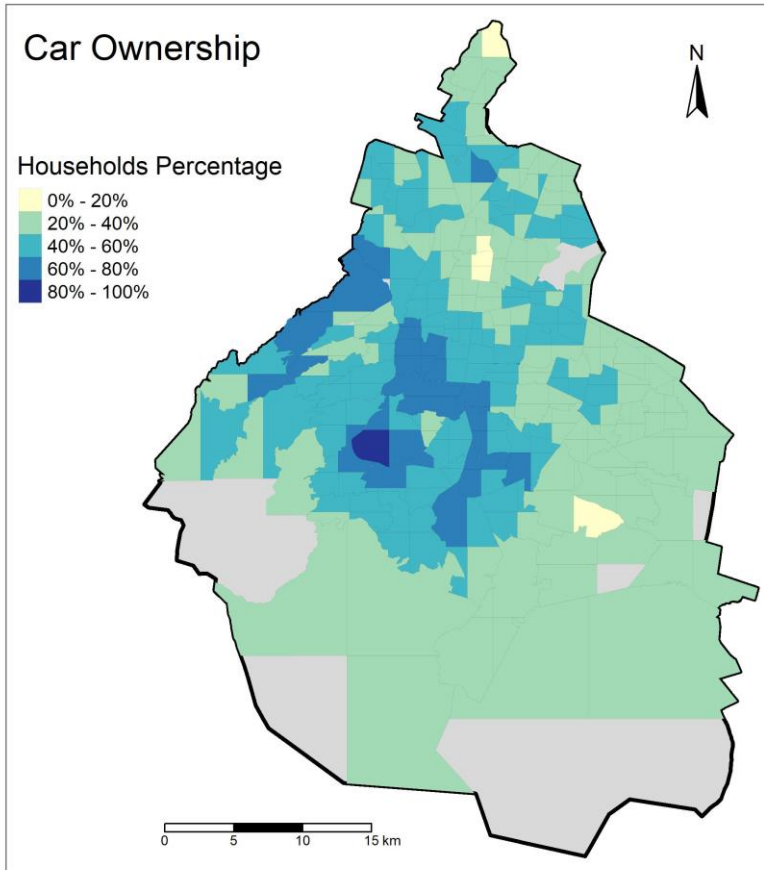 Car Ownership
N
Households Percentage
0% - 20%
20% - 40%
40% - 60%
60% - 80%
80% - 100%
0 5 10 15 km